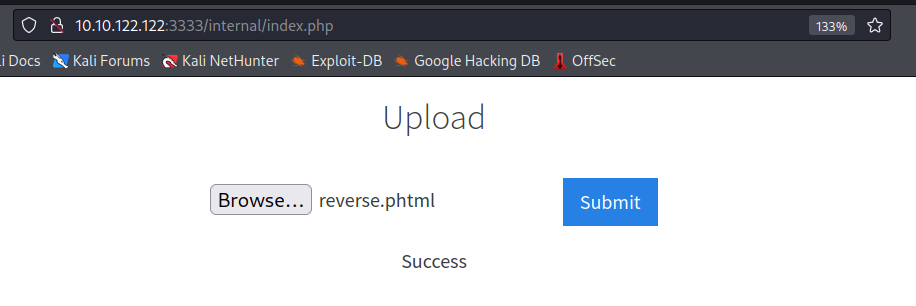 10.10.122.122:3333/internal/index.php 133%
i Docs Kali Forums Kali NetHunter Exploit-DB Google Hacking DB OffSec
Upload
Browse... reverse.phtml Submit
Success